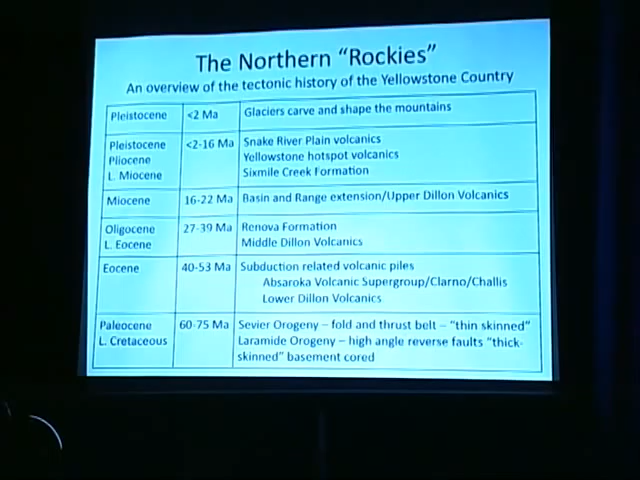 The Northern “Rockies”
An overview of the tectonic history of the Yellowstone Country
Pleistocene <2 Ma Glaciers carve and shape the mountains
Pleistocene <2-16 Ma Snake River Plain volcanics
Pliocene Yellowstone hotspot volcanics
L. Miocene Sixmile Creek Formation
Miocene 16-22 Ma Basin and Range extension/Upper Dillon Volcanics
Oligocene 27-39 Ma Renova Formation
L. Eocene Middle Dillon Volcanics
Eocene 40-53 Ma Subduction related volcanic piles
Absaroka Volcanic Supergroup/Clarno/Challis
Lower Dillon Volcanics
Paleocene 60-75 Ma Sevier Orogeny – fold and thrust belt – “thin skinned”
L. Cretaceous Laramide Orogeny – high angle reverse faults “thick-
skinned” basement cored